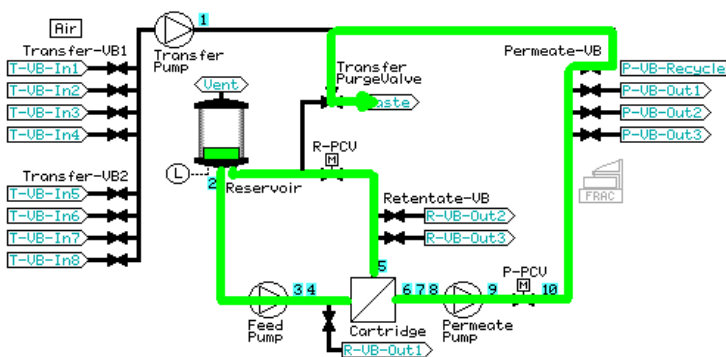 Air
1
Transfer-VB1
Transfer
Pump
T-VB-In1
T-VB-In2
T-VB-In3
T-VB-In4
Transfer-VB2
T-VB-In5
T-VB-In6
T-VB-In7
T-VB-In8
Vent
L
2
Reservoir
Transfer
PurgeValve
aste
R-PCV
M
Permeate-VB
P-VB-Recycle
P-VB-Out1
P-VB-Out2
P-VB-Out3
FRAC
Retentate-VB
R-VB-Out2
R-VB-Out3
5
P-PCV
M
3 4
6 7 8
9
10
Feed
Pump
Cartridge
Permeate
Pump
R-VB-Out1